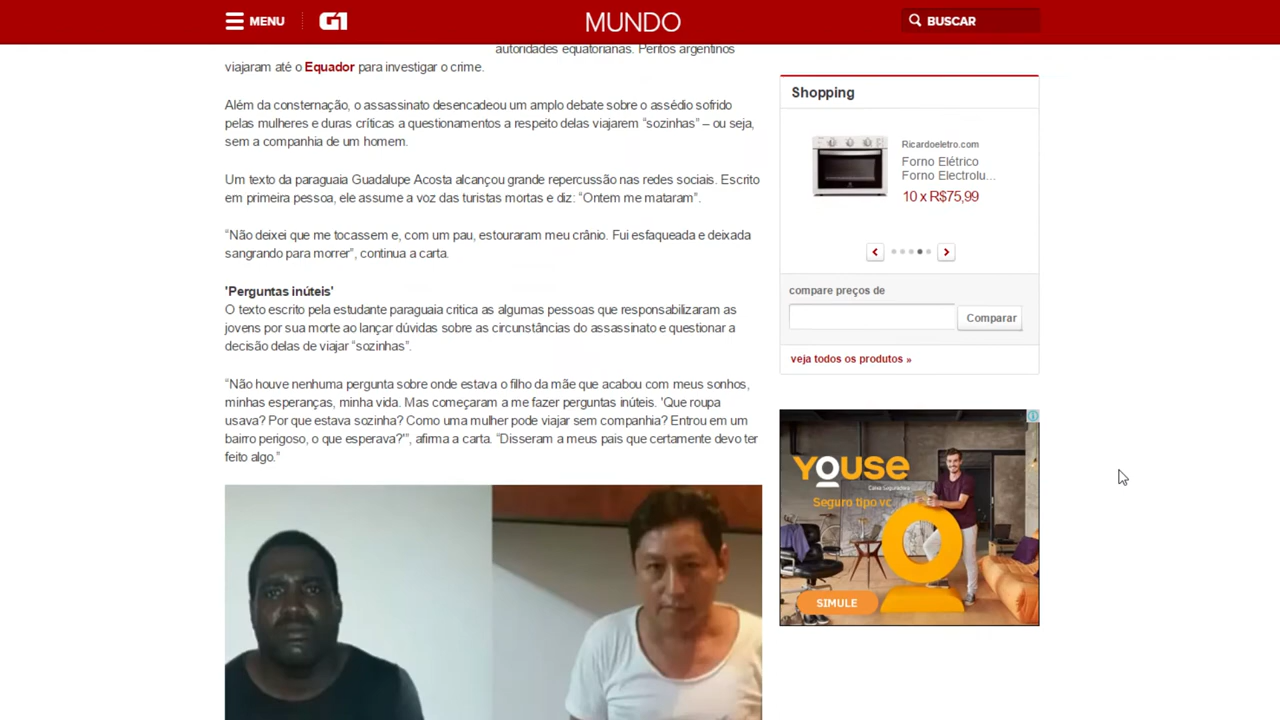 MENU
G1
MUNDO
BUSCAR
autoridades equatorianas. Peritos argentinos
viajaram até o Equador para investigar o crime.
Além da consternação, o assassinato desencadeou um amplo debate sobre o assédio sofrido
pelas mulheres e duras críticas a questionamentos a respeito delas viajarem “sozinhas” – ou seja,
sem a companhia de um homem.
Um texto da paraguaia Guadalupe Acosta alcançou grande repercussão nas redes sociais. Escrito
em primeira pessoa, ele assume a voz das turistas mortas e diz: “Ontem me mataram”.
“Não deixei que me tocassem e, com um pau, estouraram meu crânio. Fui esfaqueada e deixada
sangrando para morrer”, continua a carta.
'Perguntas inúteis'
O texto escrito pela estudante paraguaia critica as algumas pessoas que responsabilizaram as
jovens por sua morte ao lançar dúvidas sobre as circunstâncias do assassinato e questionar a
decisão delas de viajar “sozinhas”.
“Não houve nenhuma pergunta sobre onde estava o filho da mãe que acabou com meus sonhos,
minhas esperanças, minha vida. Mas começaram a me fazer perguntas inúteis. 'Que roupa
usava? Por que estava sozinha? Como uma mulher pode viajar sem companhia? Entrou em um
bairro perigoso, o que esperava?'”, afirma a carta. “Disseram a meus pais que certamente devo ter
feito algo.”
Shopping
Ricardoeletro.com
Forno Elétrico
Forno Electrolu...
10 x R$75,99
compare preços de
Comparar
veja todos os produtos »
YOUSE
Caixa Seguradora
Seguro tipo vc
SIMULE